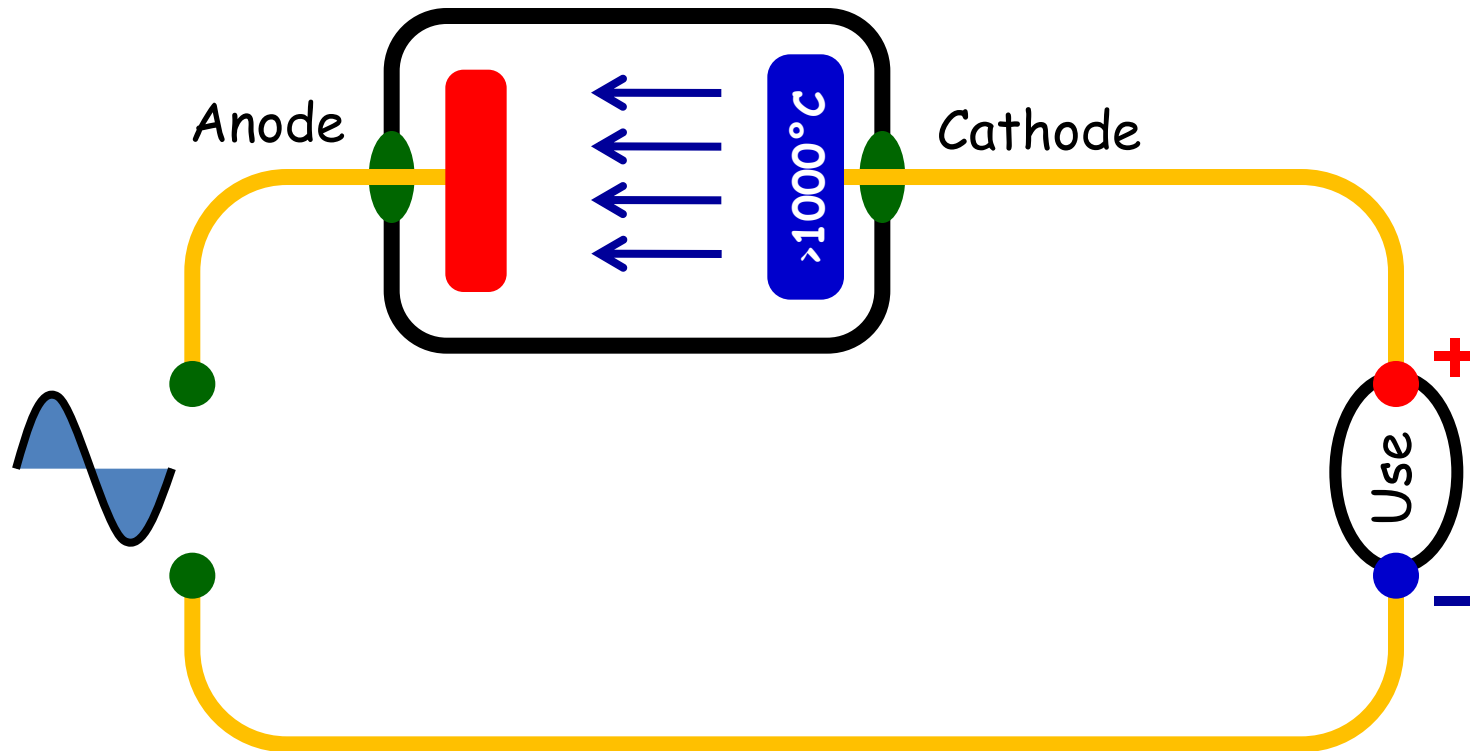 Anode
>1000°C
Cathode
+
Use
–